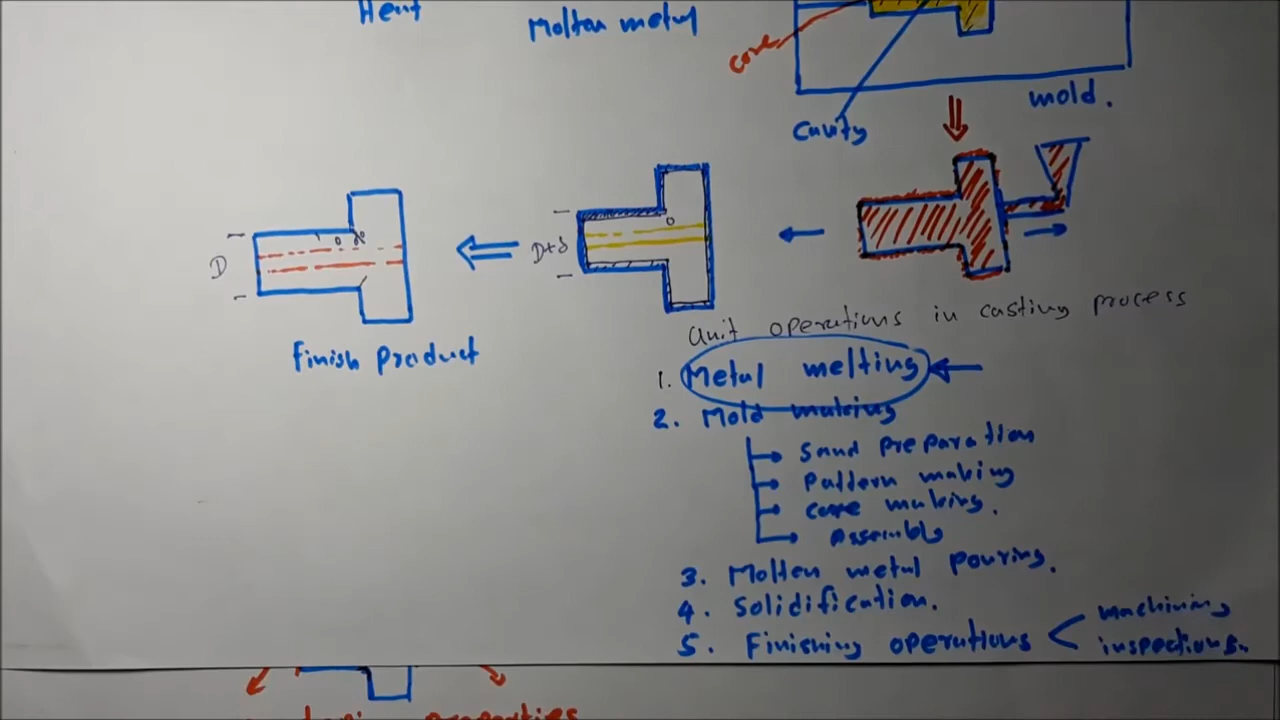 Heat
Molten metal
core
Cavity
mold.
D
D+δ
Finish product
Unit operations in casting process
1. Metal melting
2. Mold making
Sand preparation
Pattern making
core making.
Assembly
3. Molten metal pouring.
4. Solidification.
5. Finishing operations
machining
inspections.
properties